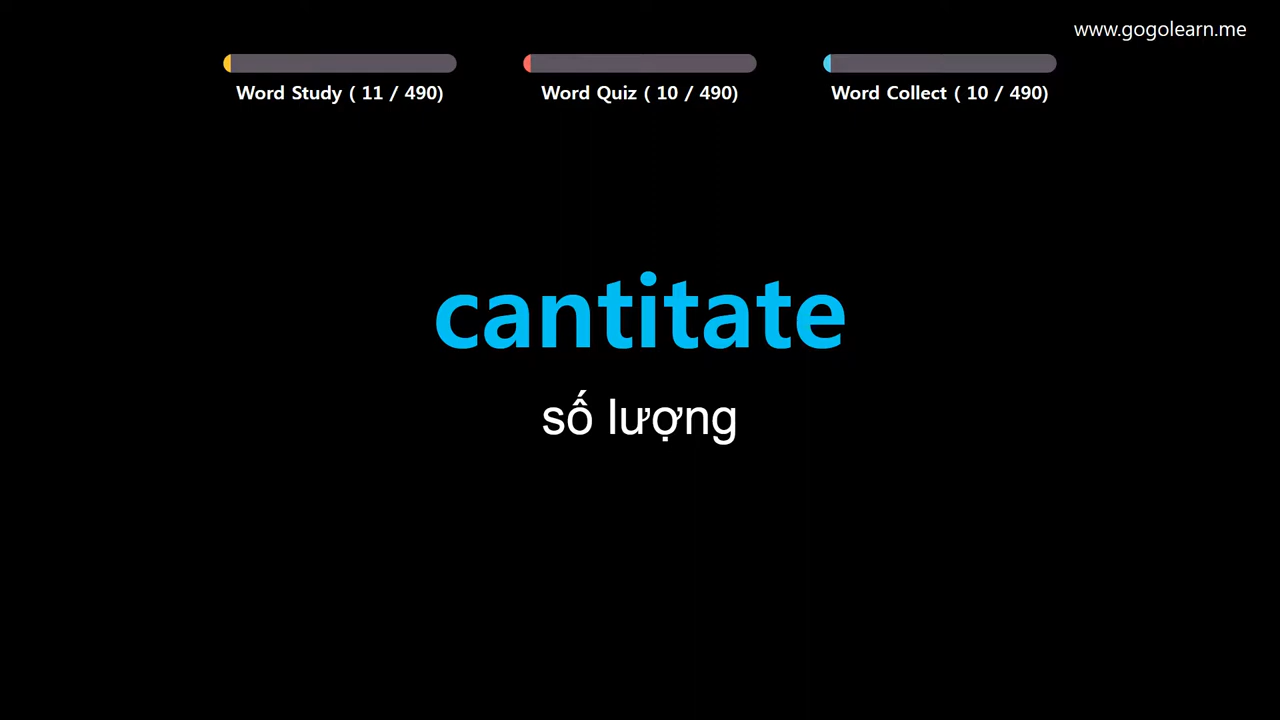 www.gogolearn.me
Word Study ( 11 / 490)
Word Quiz ( 10 / 490)
Word Collect ( 10 / 490)
cantitate
số lượng